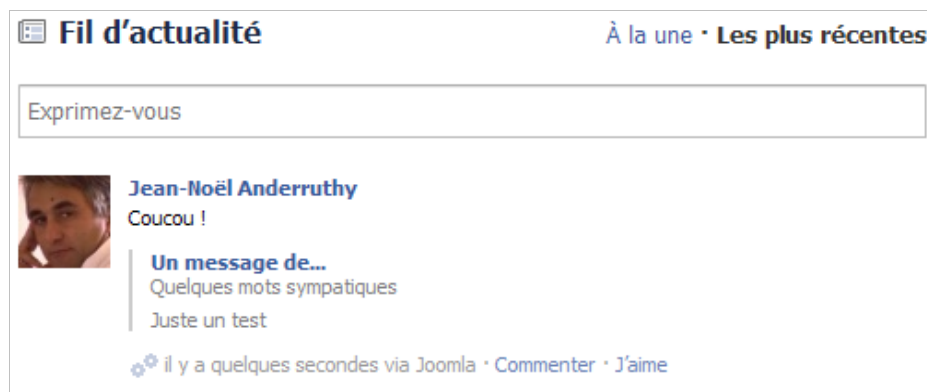 Fil d'actualité À la une · Les plus récentes
Exprimez-vous
Jean-Noël Anderruthy
Coucou !
Un message de...
Quelques mots sympatiques
Juste un test
il y a quelques secondes via Joomla · Commenter · J'aime